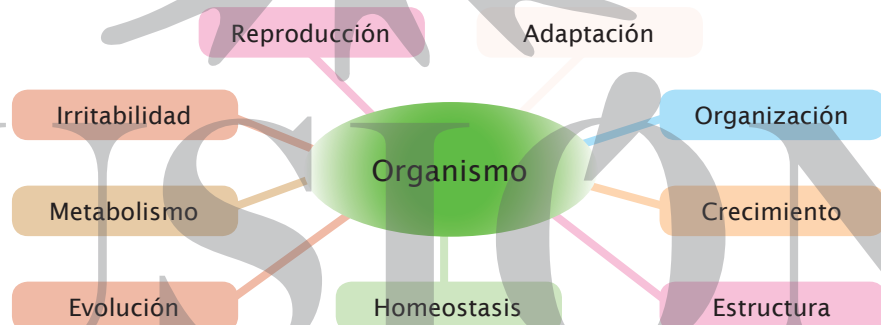 Reproducción
Adaptación
Irritabilidad
Organización
Organismo
Metabolismo
Crecimiento
Evolución
Homeostasis
Estructura